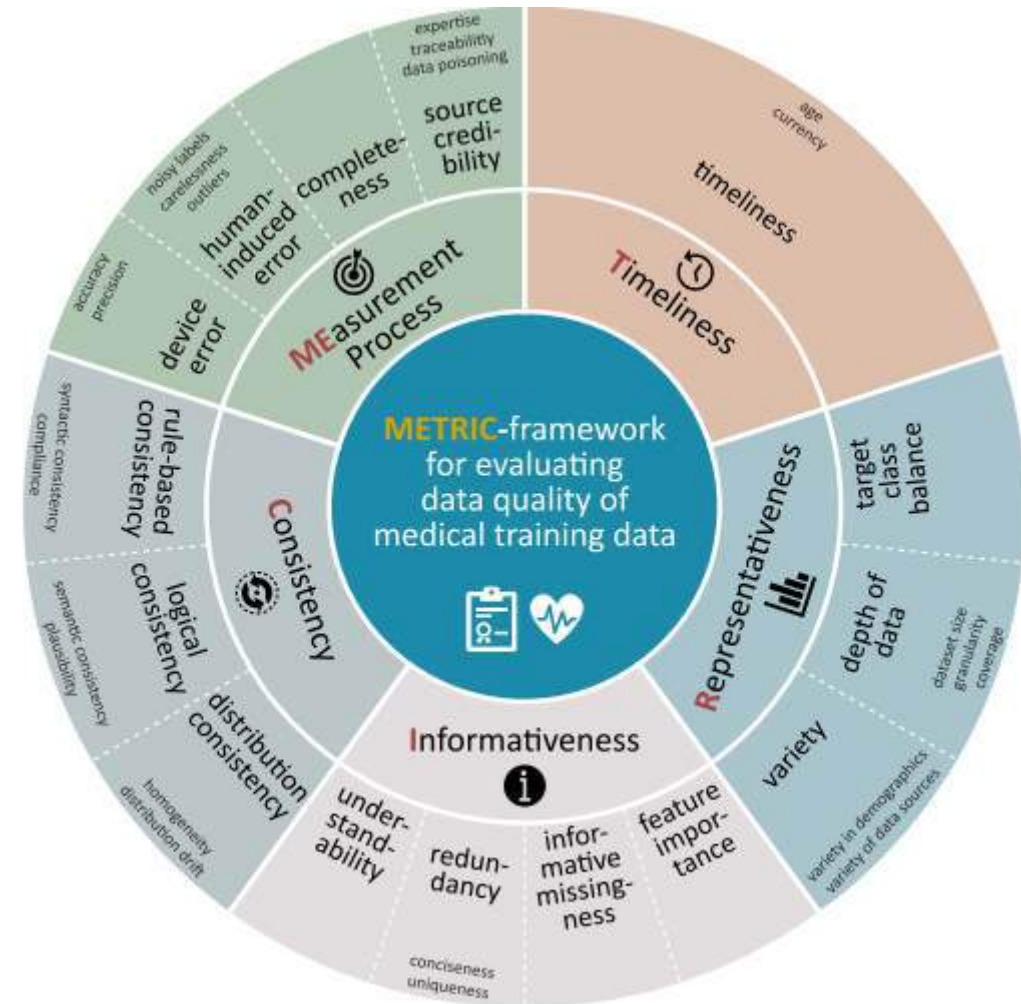 METRIC-framework
for evaluating
data quality of
medical training data
MEasurement
Process
device
error
accuracy
precision
human-
induced
error
noisy labels
carelessness
outliers
complete-
ness
source
credi-
bility
expertise
traceability
data poisoning
Timeliness
timeliness
age
currency
Representativeness
target
class
balance
depth of
data
dataset size
granularity
coverage
variety
variety in demographics
variety of data sources
Informativeness
i
feature
impor-
tance
infor-
mative
missing-
ness
redun-
dancy
conciseness
uniqueness
under-
stand-
ability
Consistency
distribution
consistency
homogeneity
distribution drift
logical
consistency
semantic consistency
plausibility
rule-based
consistency
syntactic consistency
compliance